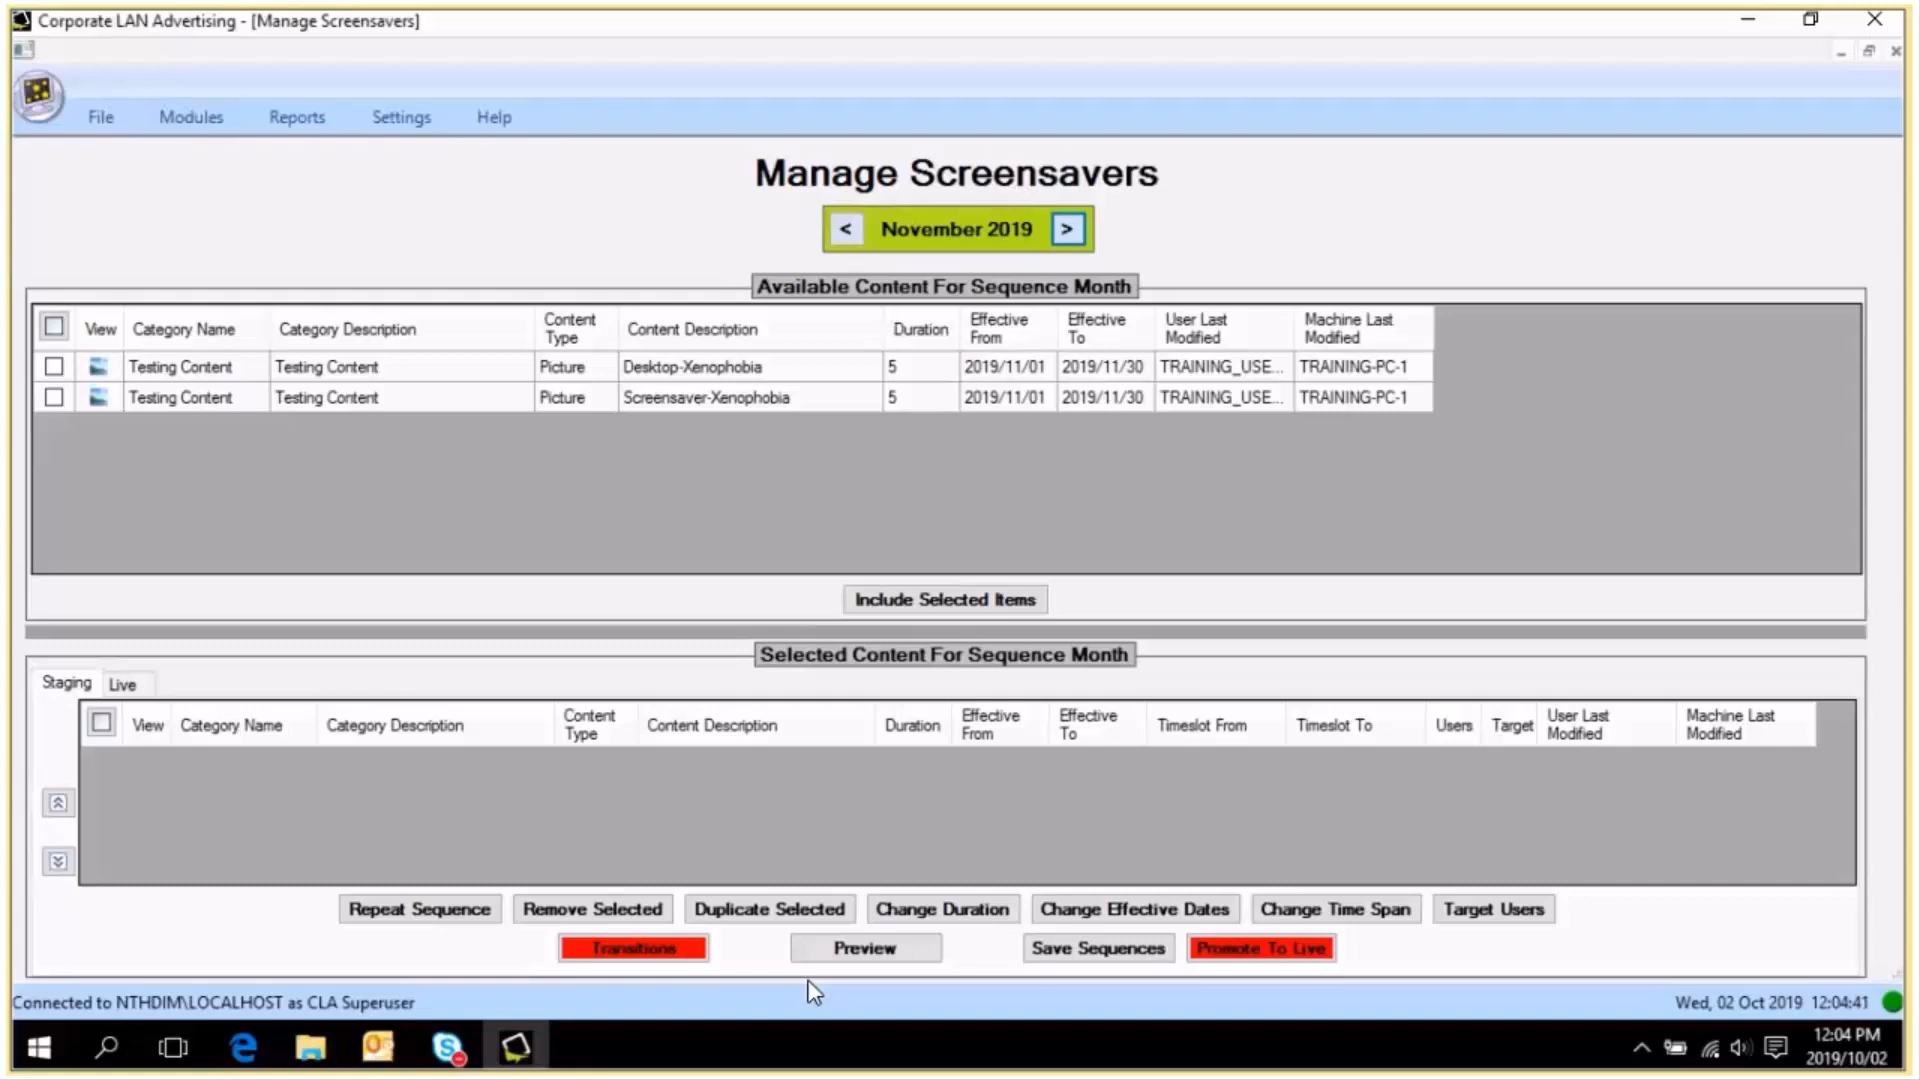 Corporate LAN Advertising - [Manage Screensavers]
File Modules Reports Settings Help
Manage Screensavers
< November 2019 >
Available Content For Sequence Month
View Category Name Category Description Content Type Content Description Duration Effective From Effective To User Last Modified Machine Last Modified
Testing Content Testing Content Picture Desktop-Xenophobia 5 2019/11/01 2019/11/30 TRAINING_USE... TRAINING-PC-1
Testing Content Testing Content Picture Screensaver-Xenophobia 5 2019/11/01 2019/11/30 TRAINING_USE... TRAINING-PC-1
Include Selected Items
Selected Content For Sequence Month
Staging Live
View Category Name Category Description Content Type Content Description Duration Effective From Effective To Timeslot From Timeslot To Users Target User Last Modified Machine Last Modified
Repeat Sequence Remove Selected Duplicate Selected Change Duration Change Effective Dates Change Time Span Target Users
Transitions Preview Save Sequences Promote To Live
Connected to NTHDIM\LOCALHOST as CLA Superuser Wed, 02 Oct 2019 12:04:41
12:04 PM
2019/10/02